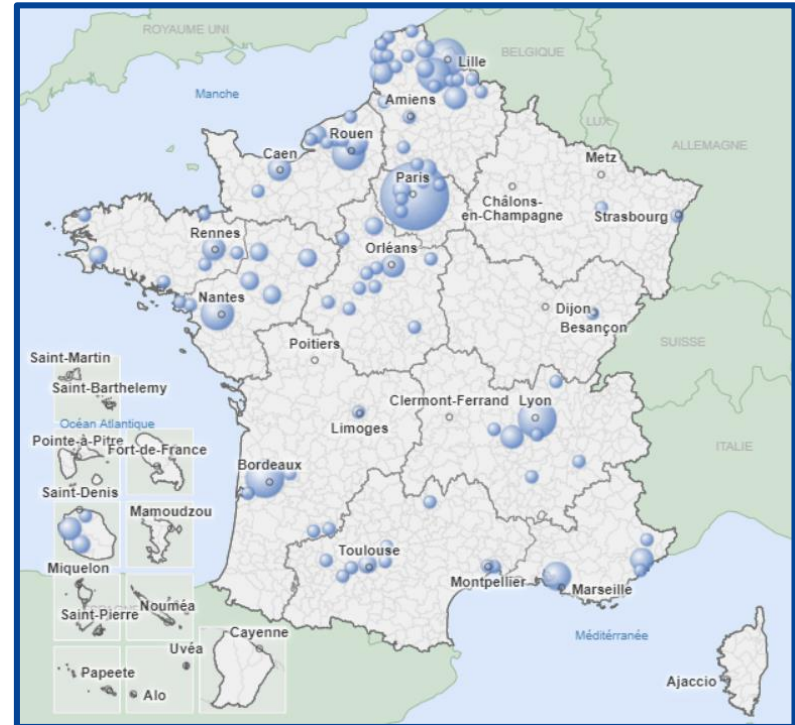 ROYAUME UNI
BELGIQUE
Lille
Manche
Amiens
LUX
ALLEMAGNE
Rouen
Caen
Metz
Paris
Châlons-
en-Champagne
Strasbourg
Rennes
Orléans
Nantes
Dijon
Besançon
SUISSE
Poitiers
Saint-Martin
Saint-Barthelemy
Clermont-Ferrand
Lyon
Océan Atlantique
Limoges
Pointe-à-Pitre
Fort-de-France
ITALIE
Bordeaux
Saint-Denis
Mamoudzou
Toulouse
Miquelon
Montpellier
Marseille
Nouméa
Saint-Pierre
Cayenne
Méditérranée
Uvéa
Papeete
Alo
Ajaccio